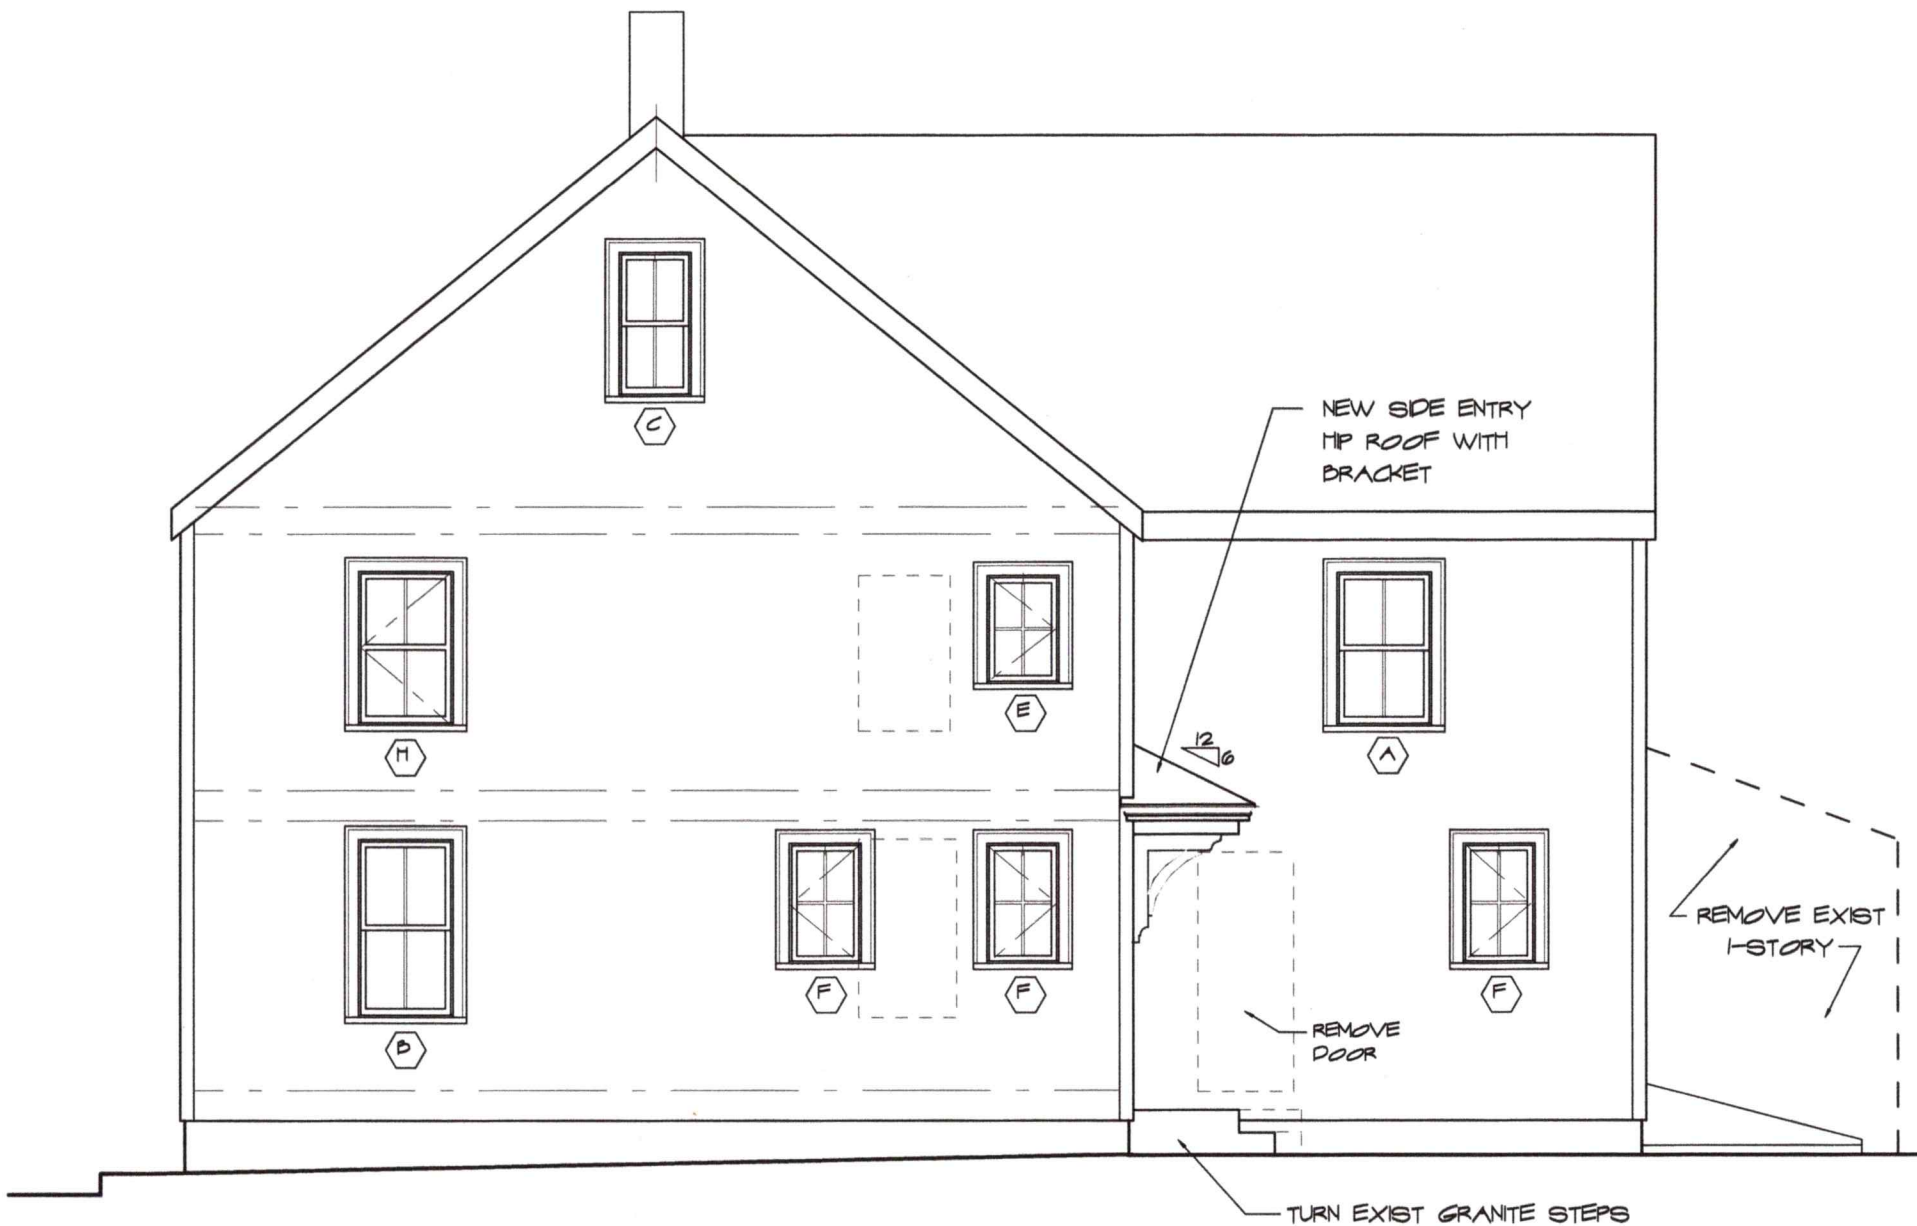 C
NEW SIDE ENTRY
HIP ROOF WITH
BRACKET
H
E
12
6
A
B
F
F
F
REMOVE EXIST
1-STORY
REMOVE
DOOR
TURN EXIST GRANITE STEPS